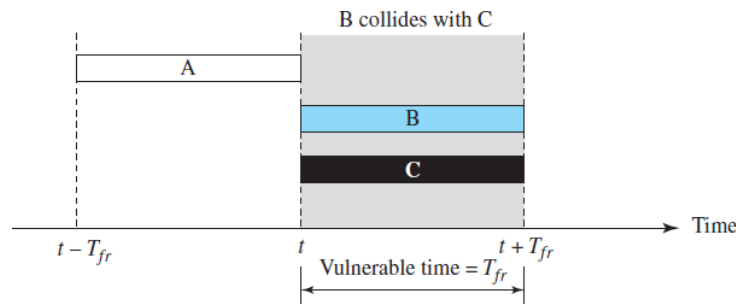 B collides with C
A
B
C
Time
t – Tfr
t
t + Tfr
Vulnerable time = Tfr